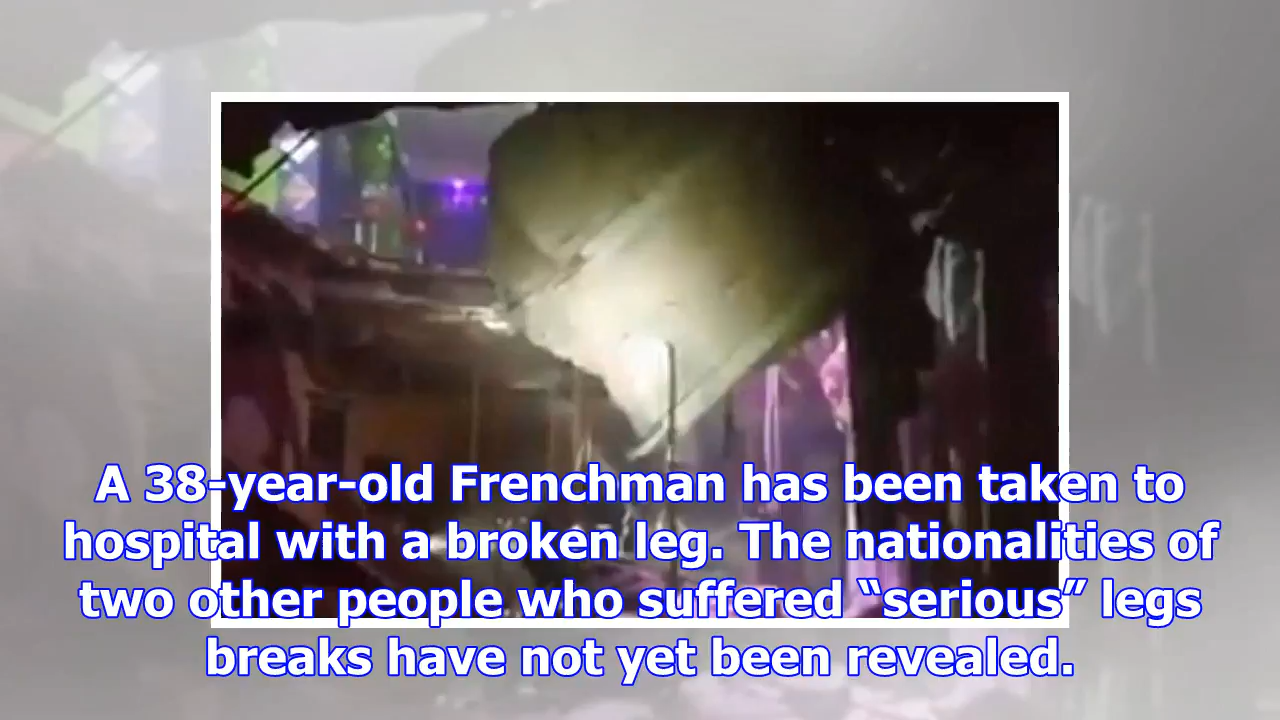 A 38-year-old Frenchman has been taken to
hospital with a broken leg. The nationalities of
two other people who suffered “serious” legs
breaks have not yet been revealed.